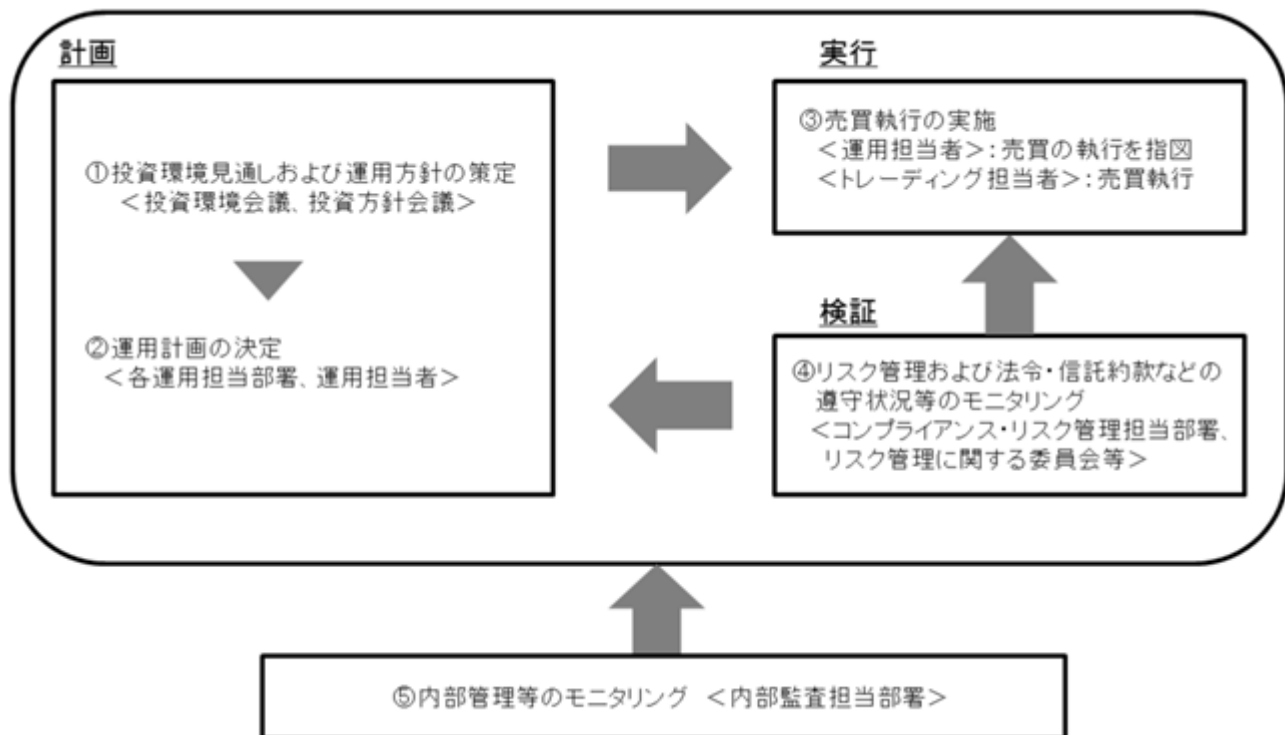 計画
①投資環境見通しおよび運用方針の策定
＜投資環境会議、投資方針会議＞
②運用計画の決定
＜各運用担当部署、運用担当者＞
実行
③売買執行の実施
＜運用担当者＞：売買の執行を指図
＜トレーディング担当者＞：売買執行
検証
④リスク管理および法令・信託約款などの
遵守状況等のモニタリング
＜コンプライアンス・リスク管理担当部署、
リスク管理に関する委員会等＞
⑤内部管理等のモニタリング ＜内部監査担当部署＞